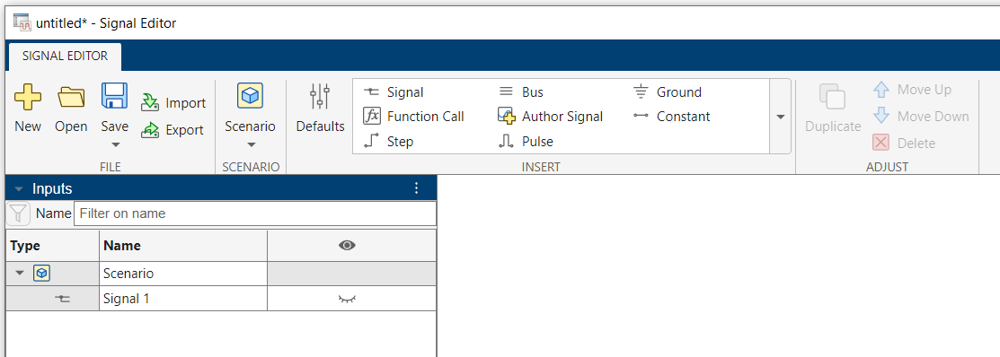 untitled* - Signal Editor
SIGNAL EDITOR
New
Open
Save
Import
Export
FILE
Scenario
SCENARIO
Defaults
Signal
Bus
Ground
fx Function Call
Author Signal
Constant
Step
Pulse
INSERT
Duplicate
Move Up
Move Down
Delete
ADJUST
Inputs
Name Filter on name
Type Name
Scenario
Signal 1